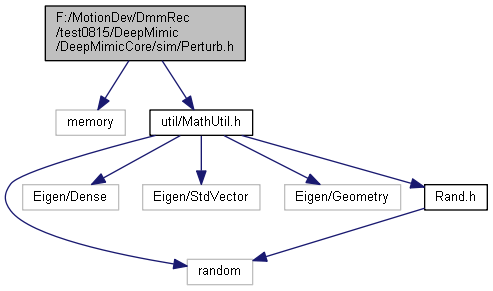 F:/MotionDev/DmmRec
/test0815/DeepMimic
/DeepMimicCore/sim/Perturb.h
memory
util/MathUtil.h
Eigen/Dense
Eigen/StdVector
Eigen/Geometry
Rand.h
random